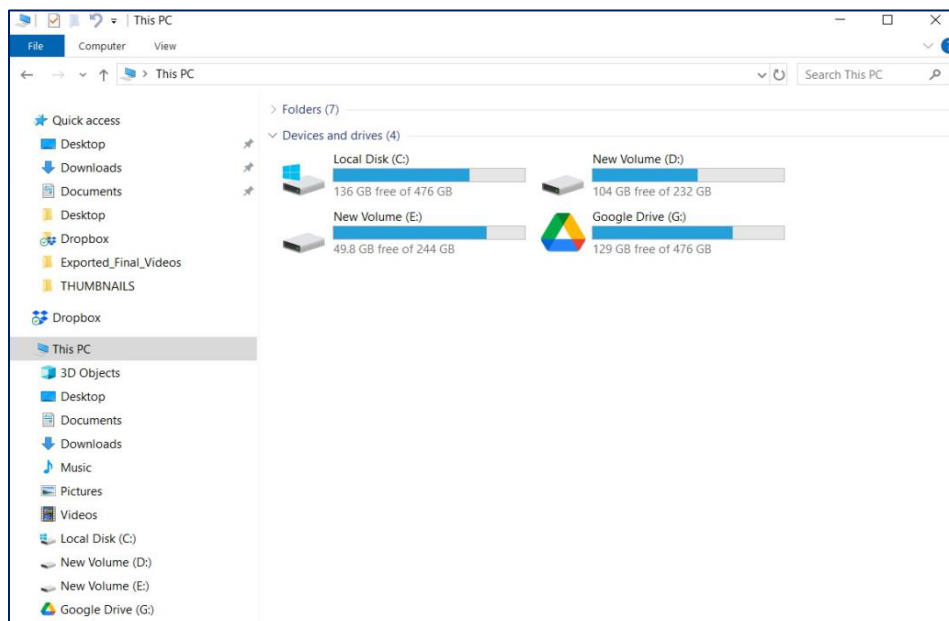 This PC
File Computer View
This PC
Search This PC
Quick access
Desktop
Downloads
Documents
Desktop
Dropbox
Exported_Final_Videos
THUMBNAILS
Dropbox
This PC
3D Objects
Desktop
Documents
Downloads
Music
Pictures
Videos
Local Disk (C:)
New Volume (D:)
New Volume (E:)
Google Drive (G:)
Folders (7)
Devices and drives (4)
Local Disk (C:)
136 GB free of 476 GB
New Volume (D:)
104 GB free of 232 GB
New Volume (E:)
49.8 GB free of 244 GB
Google Drive (G:)
129 GB free of 476 GB